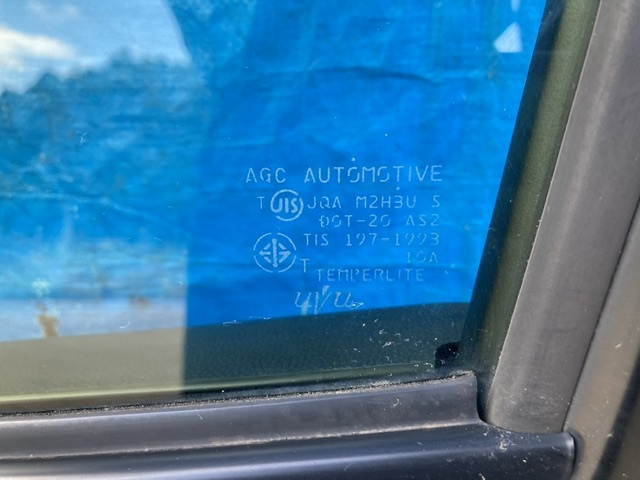 AGC AUTOMOTIVE
T JIS JQA M2H3U S
DOT-20 AS2
TIS 197-1993
10A
T TEMPERLITE